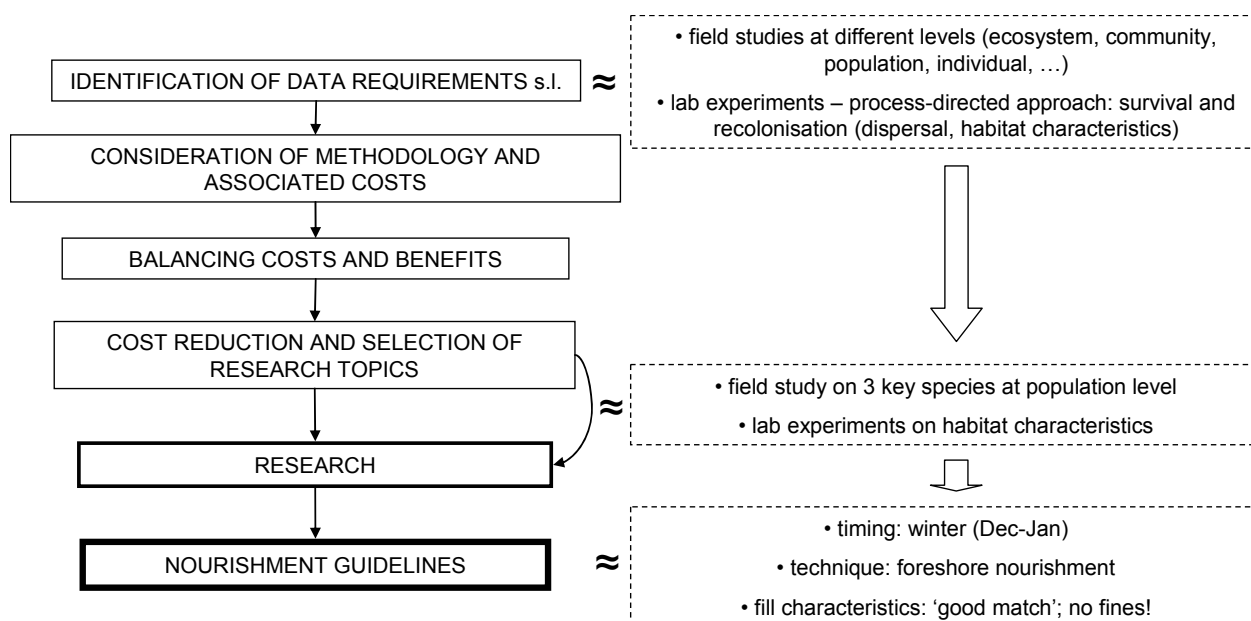 IDENTIFICATION OF DATA REQUIREMENTS s.l.
≈
• field studies at different levels (ecosystem, community,
population, individual, …)
• lab experiments – process-directed approach: survival and
recolonisation (dispersal, habitat characteristics)
CONSIDERATION OF METHODOLOGY AND
ASSOCIATED COSTS
BALANCING COSTS AND BENEFITS
COST REDUCTION AND SELECTION OF
RESEARCH TOPICS
≈
• field study on 3 key species at population level
• lab experiments on habitat characteristics
RESEARCH
NOURISHMENT GUIDELINES
≈
• timing: winter (Dec-Jan)
• technique: foreshore nourishment
• fill characteristics: ‘good match’; no fines!